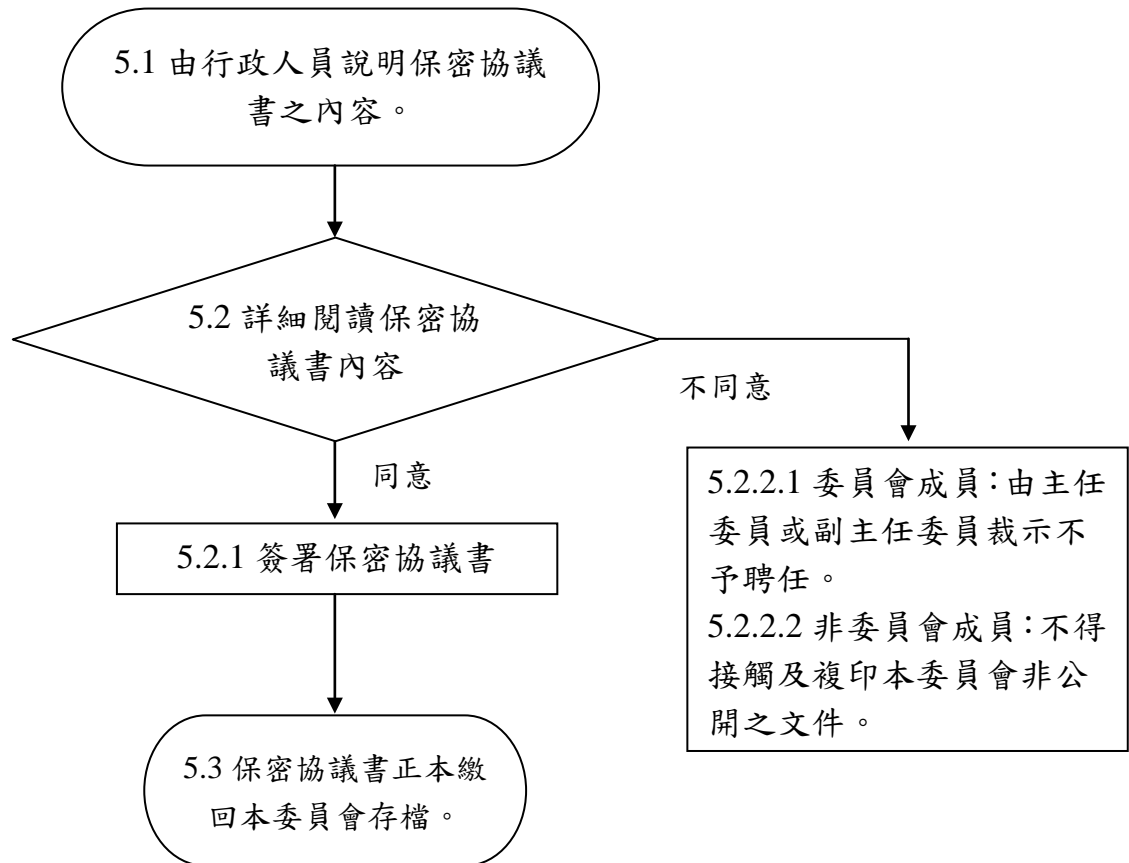 5.1 由行政人員說明保密協議
書之內容。
5.2 詳細閱讀保密協
議書內容
不同意
同意
5.2.1 簽署保密協議書
5.2.2.1 委員會成員：由主任
委員或副主任委員裁示不
予聘任。
5.2.2.2 非委員會成員：不得
接觸及複印本委員會非公
開之文件。
5.3 保密協議書正本繳
回本委員會存檔。